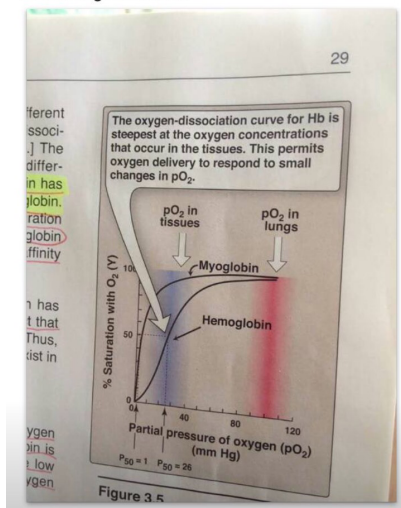 29
fferent
ssoci-
.] The
differ-
in has
globin.
ration
globin
ffinity
n has
t that
Thus,
xist in
ygen
bin is
low
ygen
The oxygen-dissociation curve for Hb is
steepest at the oxygen concentrations
that occur in the tissues. This permits
oxygen delivery to respond to small
changes in pO₂.
pO₂ in
tissues
pO₂ in
lungs
% Saturation with O₂ (Y)
100
50
0
Myoglobin
Hemoglobin
40
80
120
Partial pressure of oxygen (pO₂)
(mm Hg)
P₅₀ = 1
P₅₀ = 26
Figure 3.5